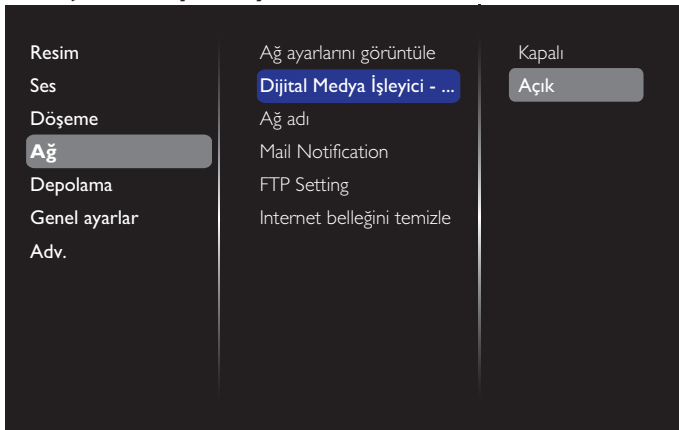 Resim
Ses
Döşeme
Ağ
Depolama
Genel ayarlar
Adv.
Ağ ayarlarını görüntüle
Dijital Medya İşleyici - ...
Ağ adı
Mail Notification
FTP Setting
Internet belleğini temizle
Kapalı
Açık